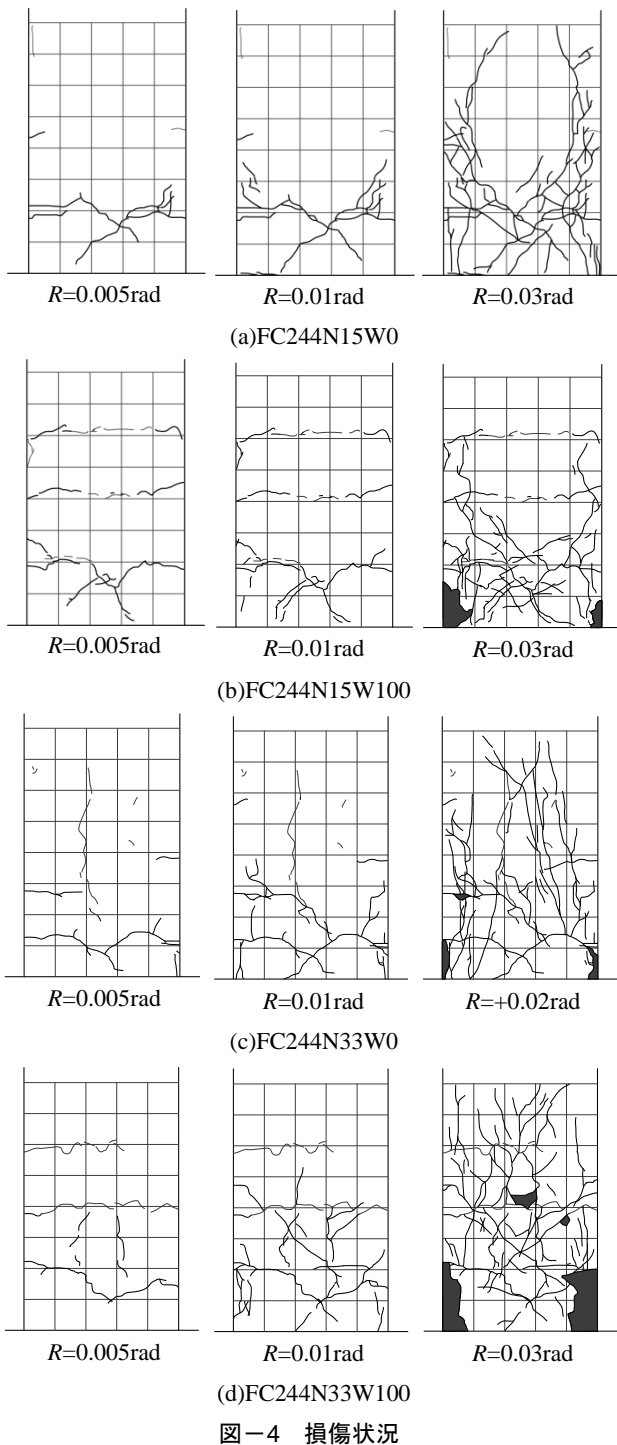 R=0.005rad R=0.01rad R=0.03rad
(a)FC244N15W0
R=0.005rad R=0.01rad R=0.03rad
(b)FC244N15W100
R=0.005rad R=0.01rad R=+0.02rad
(c)FC244N33W0
R=0.005rad R=0.01rad R=0.03rad
(d)FC244N33W100
図－4 損傷状況